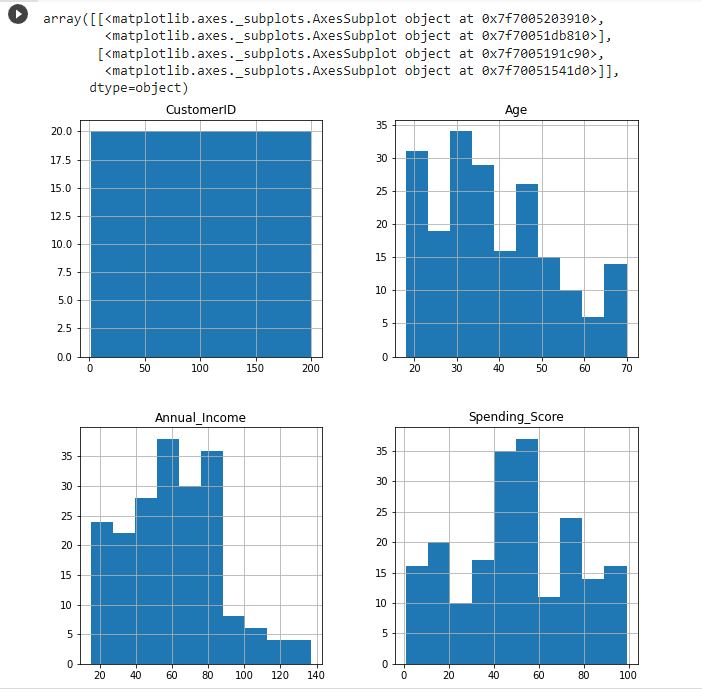 array([[<matplotlib.axes._subplots.AxesSubplot object at 0x7f7005203910>,
<matplotlib.axes._subplots.AxesSubplot object at 0x7f70051db810>],
[<matplotlib.axes._subplots.AxesSubplot object at 0x7f7005191c90>,
<matplotlib.axes._subplots.AxesSubplot object at 0x7f70051541d0>]],
dtype=object)
CustomerID
20.0
17.5
15.0
12.5
10.0
7.5
5.0
2.5
0.0
0 50 100 150 200
Age
35
30
25
20
15
10
5
0
20 30 40 50 60 70
Annual_Income
35
30
25
20
15
10
5
0
20 40 60 80 100 120 140
Spending_Score
35
30
25
20
15
10
5
0
0 20 40 60 80 100